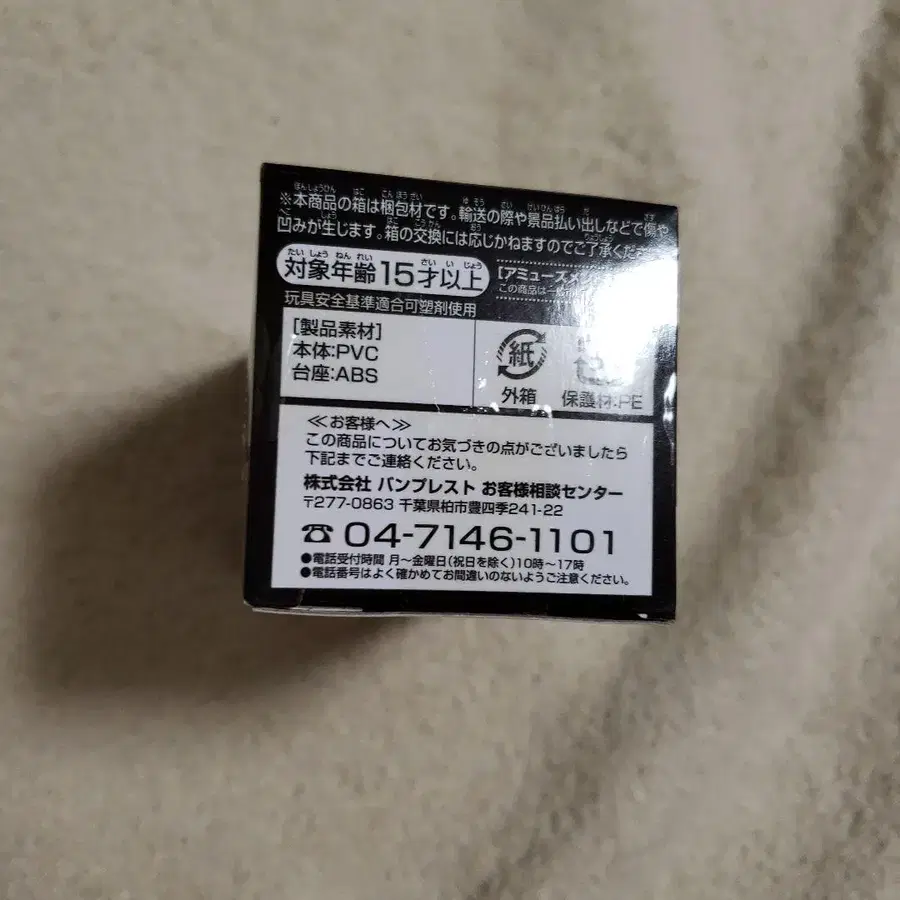 ※本商品の箱は梱包材です。輸送の際や景品払い出しなどで傷や
凹みが生じます。箱の交換には応じかねますのでご了承くださ
対象年齢15才以上
[アミューズメ
この商品は一
玩具安全基準適合可塑剤使用
[製品素材]
本体:PVC
台座:ABS
紙
外箱
保護材:PE
≪お客様へ≫
この商品についてお気づきの点がございましたら
下記までご連絡ください。
株式会社 バンプレスト お客様相談センター
〒277-0863 千葉県柏市豊四季241-22
☎ 04-7146-1101
●電話受付時間 月～金曜日(祝日を除く)10時～17時
●電話番号はよく確かめてお間違いのないようご注意ください。